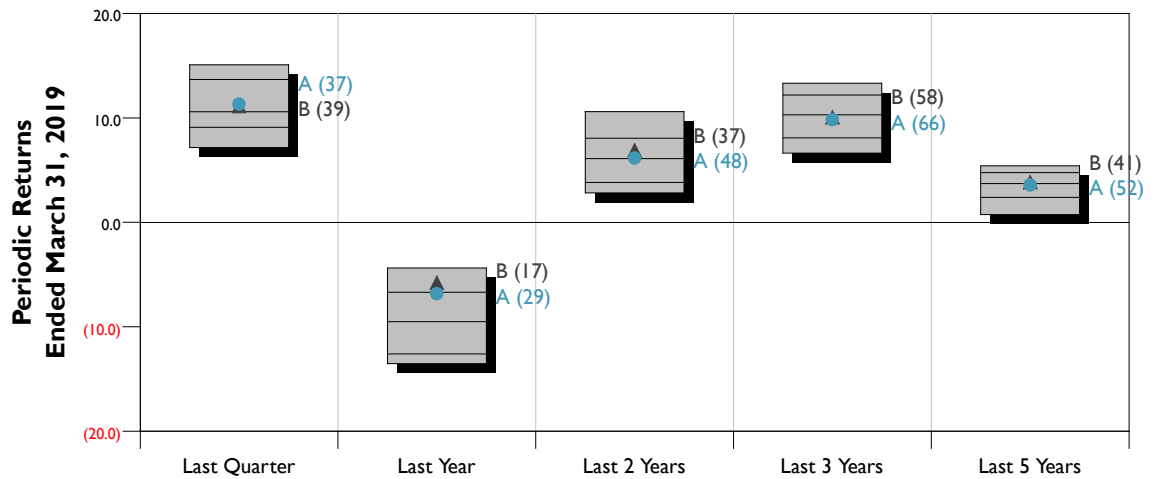 Periodic Returns
Ended March 31, 2019
20.0
10.0
0.0
(10.0)
(20.0)
A (37)
B (39)
B (17)
A (29)
B (37)
A (48)
B (58)
A (66)
B (41)
A (52)
Last Quarter
Last Year
Last 2 Years
Last 3 Years
Last 5 Years